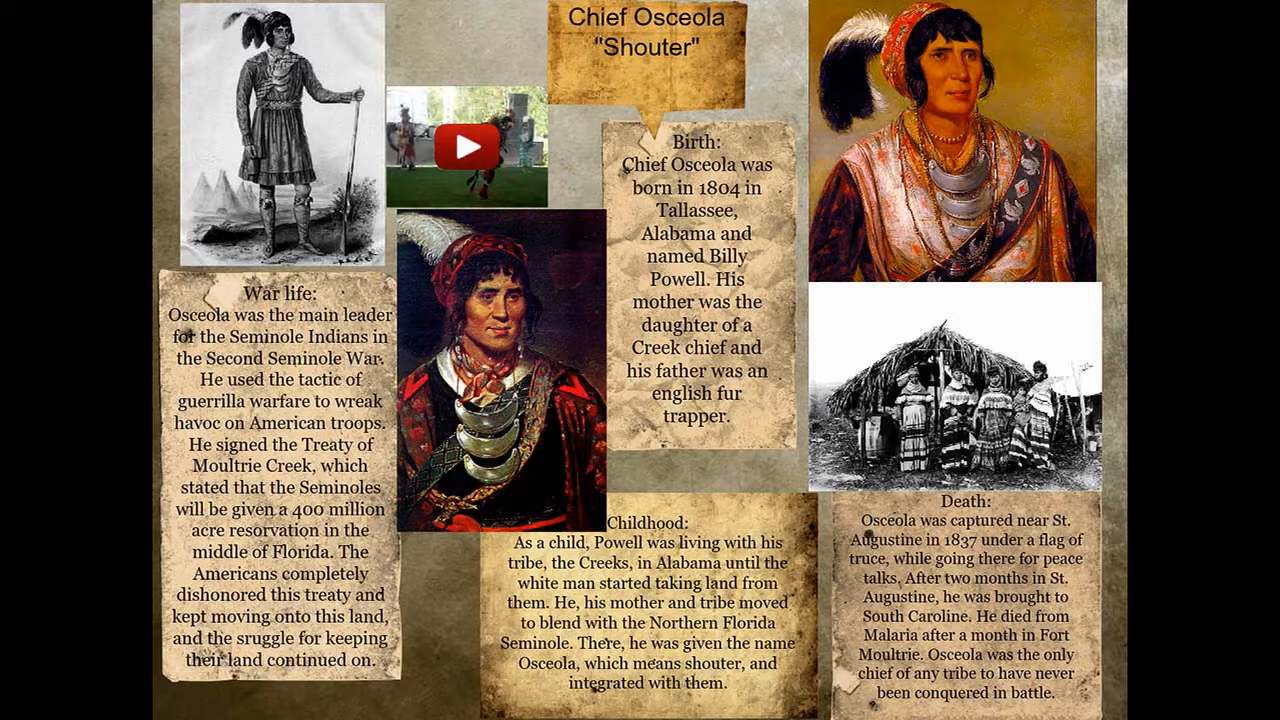 Chief Osceola
"Shouter"
Birth:
Chief Osceola was
born in 1804 in
Tallassee,
Alabama and
named Billy
Powell. His
mother was the
daughter of a
Creek chief and
his father was an
english fur
trapper.
War life:
Osceola was the main leader
for the Seminole Indians in
the Second Seminole War.
He used the tactic of
guerrilla warfare to wreak
havoc on American troops.
He signed the Treaty of
Moultrie Creek, which
stated that the Seminoles
will be given a 400 million
acre resorvation in the
middle of Florida. The
Americans completely
dishonored this treaty and
kept moving onto this land,
and the sruggle for keeping
their land continued on.
Childhood:
As a child, Powell was living with his
tribe, the Creeks, in Alabama until the
white man started taking land from
them. He, his mother and tribe moved
to blend with the Northern Florida
Seminole. There, he was given the name
Osceola, which means shouter, and
integrated with them.
Death:
Osceola was captured near St.
Augustine in 1837 under a flag of
truce, while going there for peace
talks. After two months in St.
Augustine, he was brought to
South Caroline. He died from
Malaria after a month in Fort
Moultrie. Osceola was the only
chief of any tribe to have never
been conquered in battle.